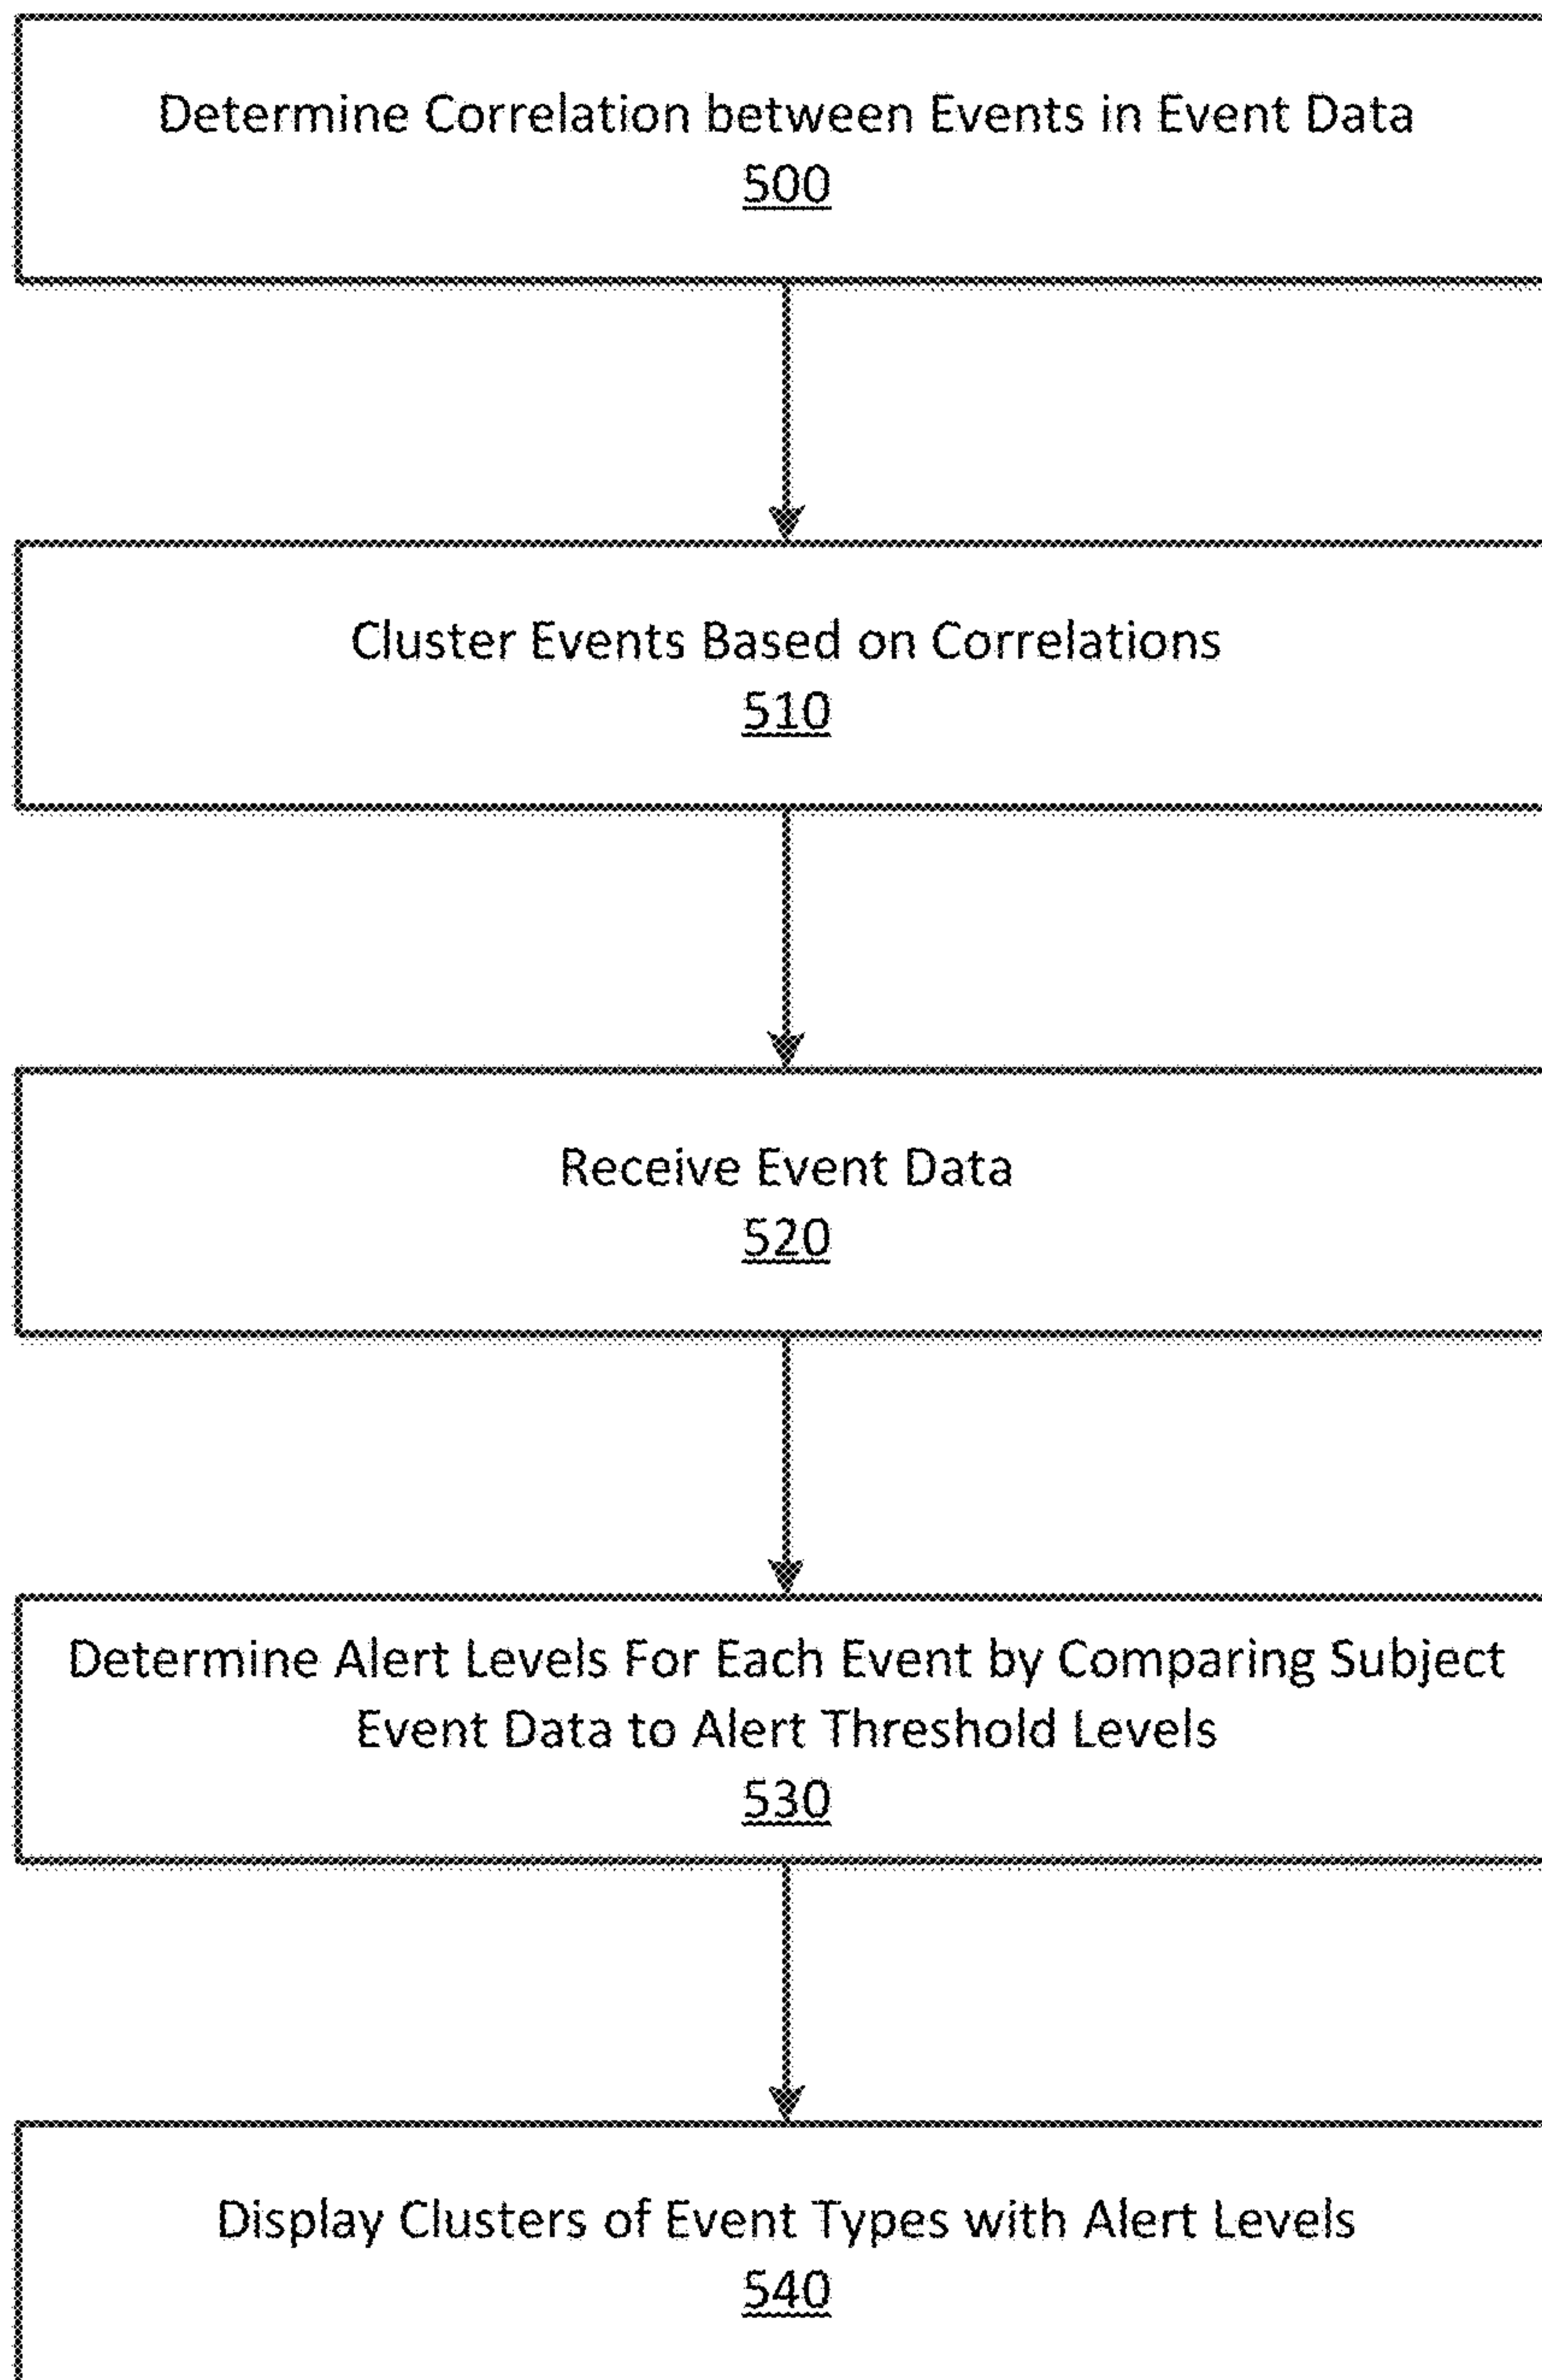 Determine Correlation between Events in Event Data
500
Cluster Events Based on Correlations
510
Receive Event Data
520
Determine Alert Levels For Each Event by Comparing Subject
Event Data to Alert Threshold Levels
530
Display Clusters of Event Types with Alert Levels
540